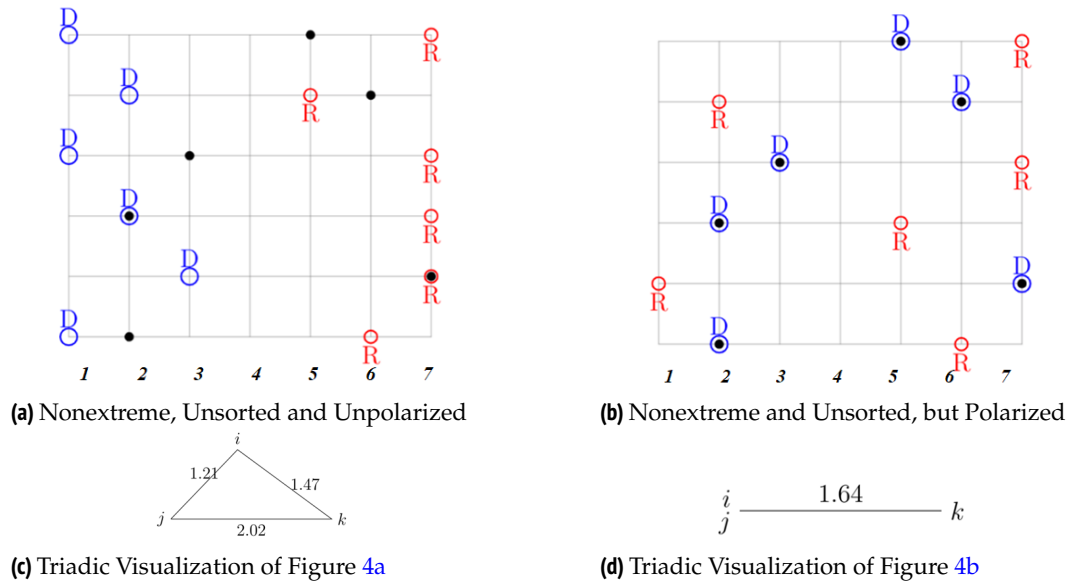 D
D
R
D
R
D
R
D
R
D
R
D
R
R
1 2 3 4 5 6 7
(a) Nonextreme, Unsorted and Unpolarized
D
R
D
R
D
R
D
R
D
R
D
R
1 2 3 4 5 6 7
(b) Nonextreme and Unsorted, but Polarized
i
1.21
1.47
j
k
2.02
(c) Triadic Visualization of Figure 4a
i
j
1.64
k
(d) Triadic Visualization of Figure 4b